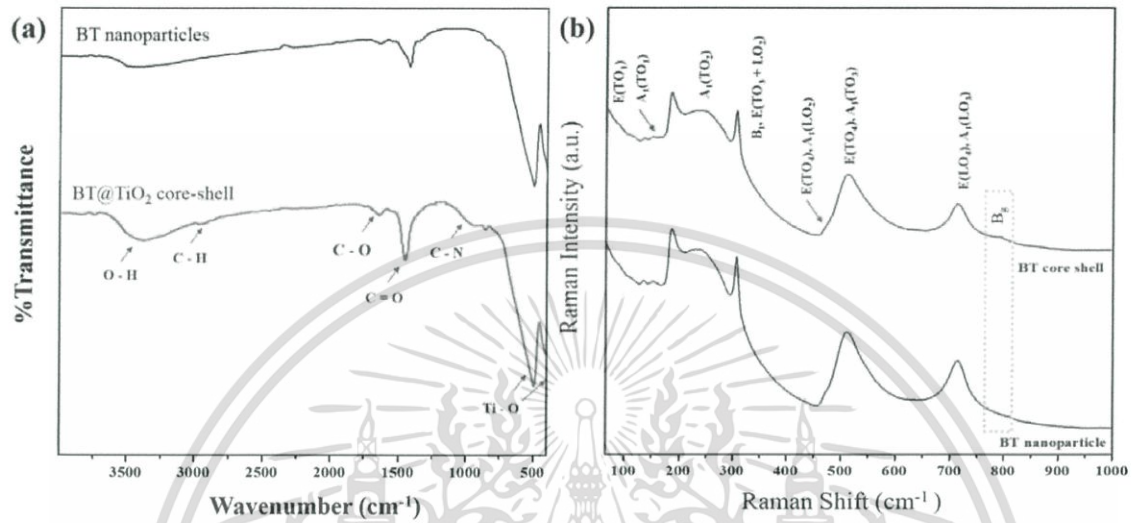 (a)
BT nanoparticles
BT@TiO₂ core-shell
O - H
C - H
C - O
C = O
C - N
Ti - O
%Transmittance
3500 3000 2500 2000 1500 1000 500
Wavenumber (cm⁻¹)
(b)
E(TO₁)
A₁(TO₁)
A₁(TO₂)
B₁, E(TO₃ + LO₂)
E(TO₄), A₁(LO₂)
E(TO₄), A₁(TO₃)
E(LO₄), A₁(LO₃)
BT core shell
BT nanoparticle
Raman Intensity (a.u.)
100 200 300 400 500 600 700 800 900 1000
Raman Shift (cm⁻¹)